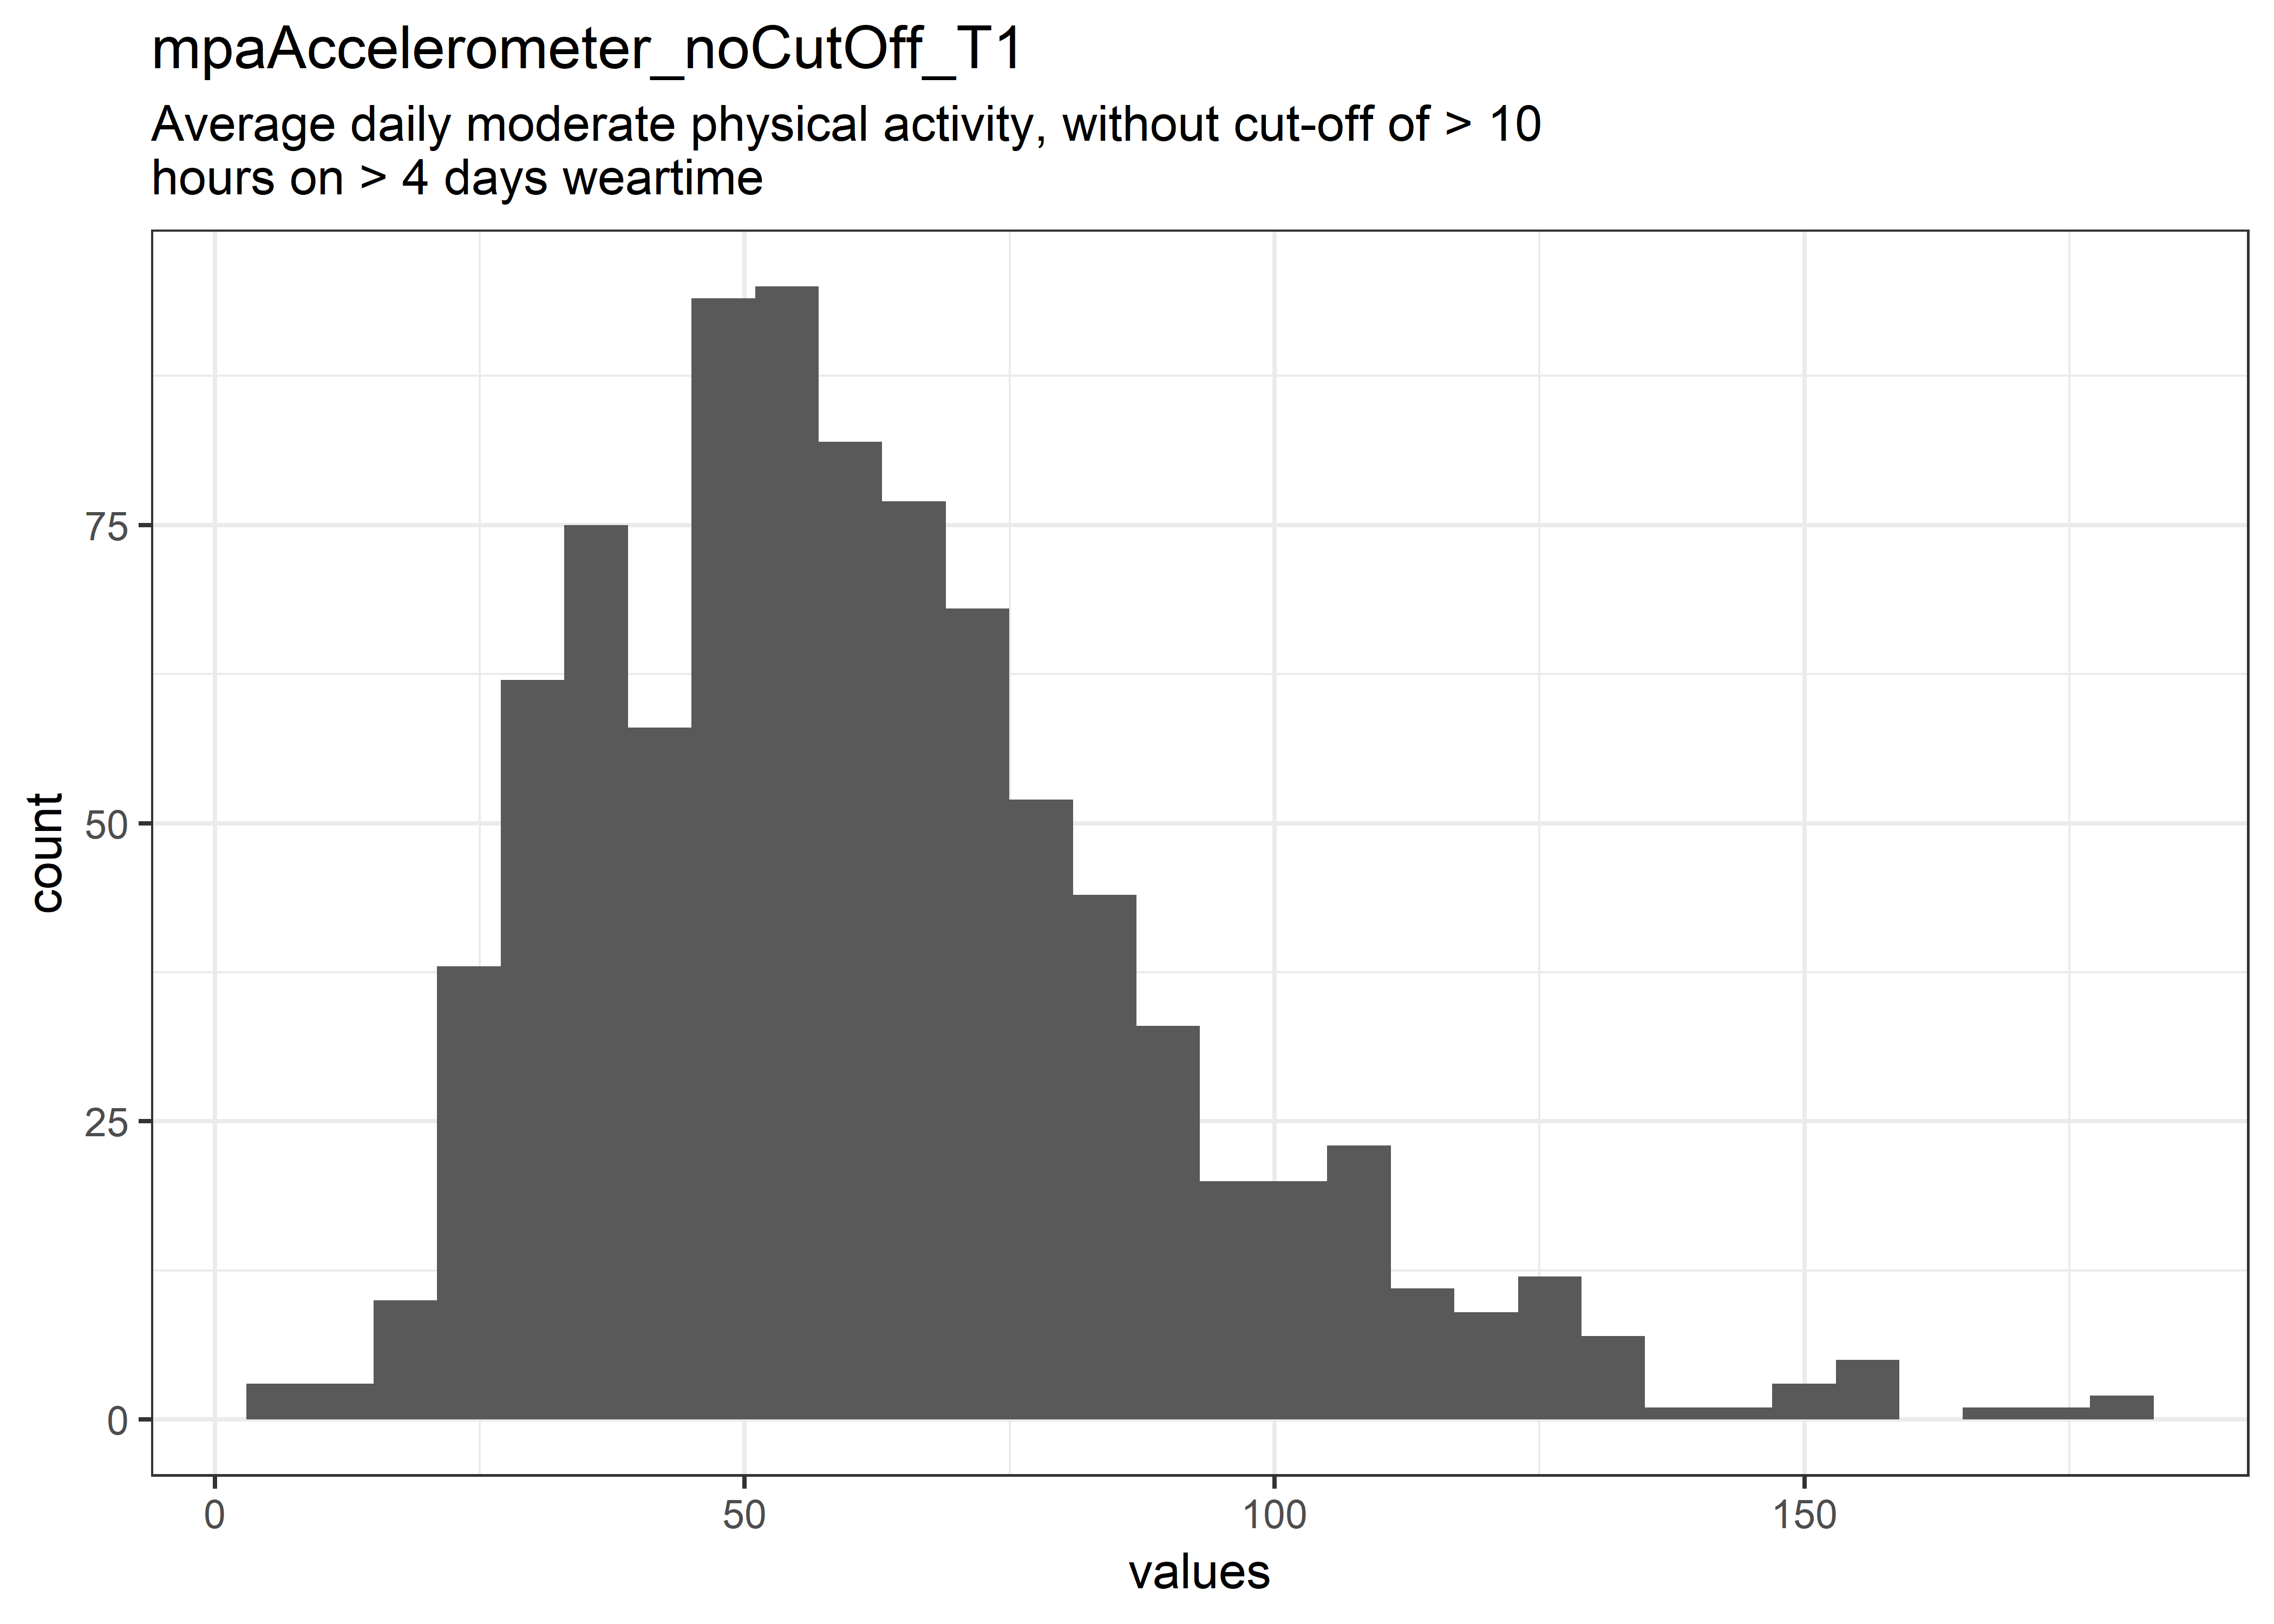 mpaAccelerometer_noCutOff_T1
Average daily moderate physical activity, without cut-off of > 10
hours on > 4 days weartime
75
50
25
0
count
0 50 100 150
values